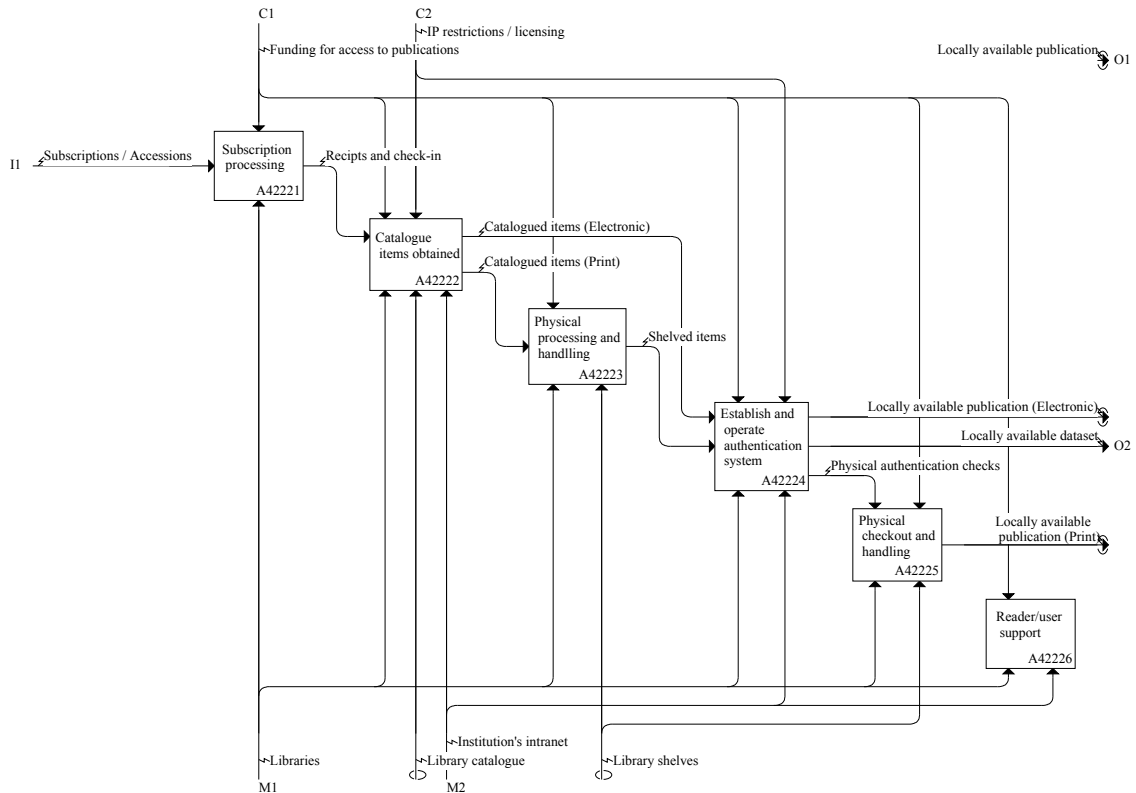 C1
C2
IP restrictions / licensing
Funding for access to publications
Locally available publication
O1
I1
Subscriptions / Accessions
Subscription
processing
A42221
Recipts and check-in
Catalogue
items obtained
A42222
Catalogued items (Electronic)
Catalogued items (Print)
Physical
processing and
handlling
A42223
Shelved items
Establish and
operate
authentication
system
A42224
Locally available publication (Electronic)
Locally available dataset
O2
Physical authentication checks
Physical
checkout and
handling
A42225
Locally available
publication (Print)
Reader/user
support
A42226
Institution's intranet
Libraries
Library catalogue
Library shelves
M1
M2